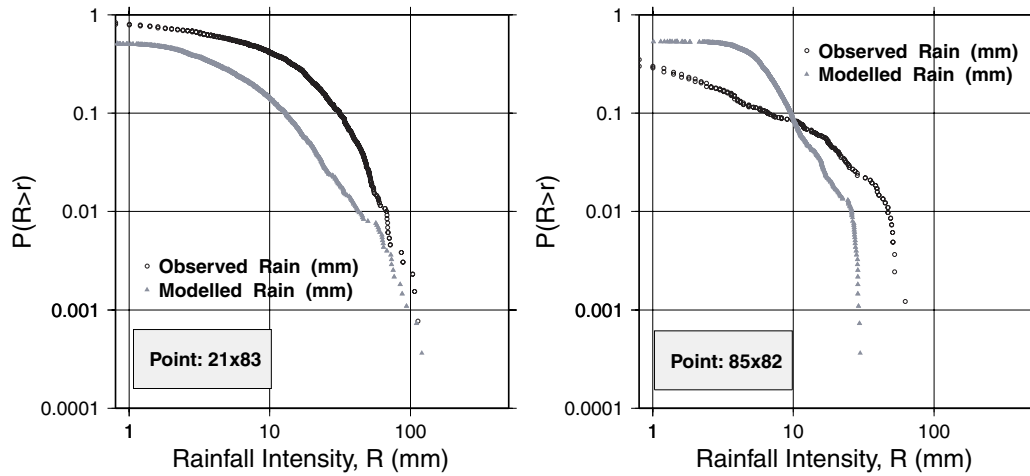 1
0.1
0.01
0.001
0.0001
P(R>r)
Observed Rain (mm)
Modelled Rain (mm)
Point: 21x83
1 10 100
Rainfall Intensity, R (mm)
1
0.1
0.01
0.001
0.0001
P(R>r)
Observed Rain (mm)
Modelled Rain (mm)
Point: 85x82
1 10 100
Rainfall Intensity, R (mm)